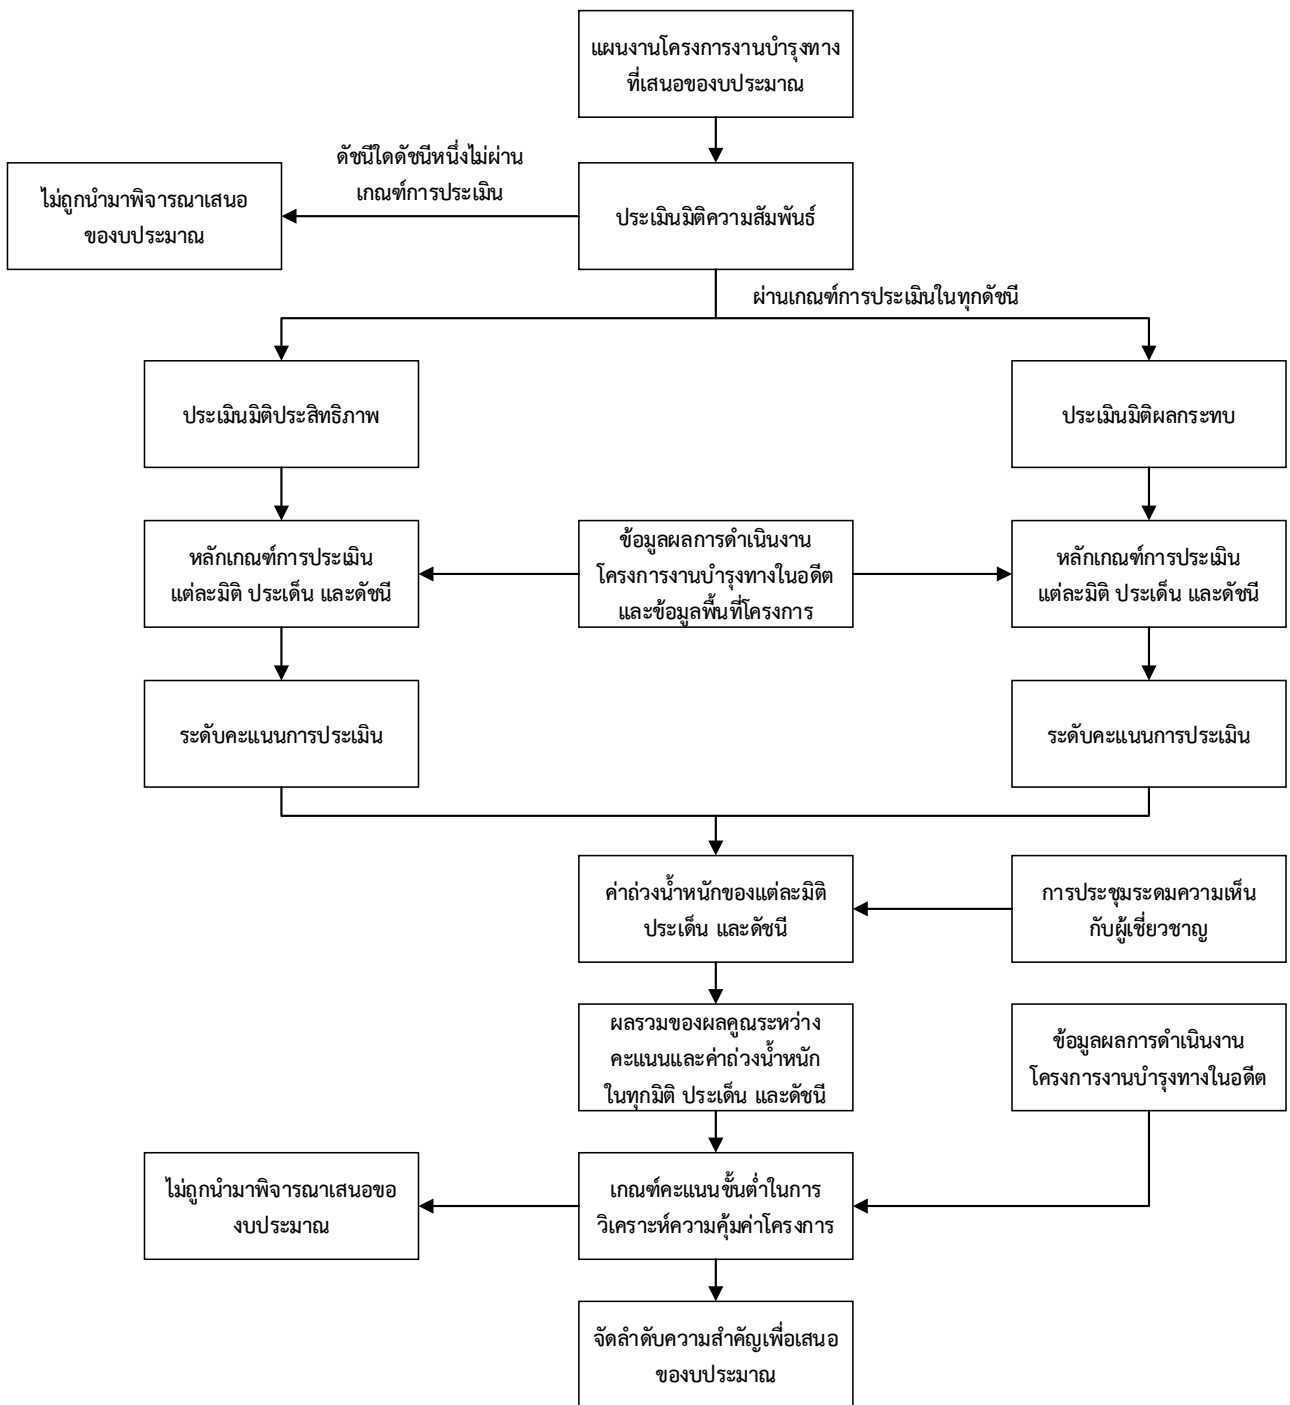 แผนงานโครงการงานบำรุงทาง
ที่เสนอของบประมาณ
ดัชนีใดดัชนีหนึ่งไม่ผ่าน
เกณฑ์การประเมิน
ไม่ถูกนำมาพิจารณาเสนอ
ของบประมาณ
ประเมินมิติความสัมพันธ์
ผ่านเกณฑ์การประเมินในทุกดัชนี
ประเมินมิติประสิทธิภาพ
ประเมินมิติผลกระทบ
หลักเกณฑ์การประเมิน
แต่ละมิติ ประเด็น และดัชนี
ข้อมูลผลการดำเนินงาน
โครงการงานบำรุงทางในอดีต
และข้อมูลพื้นที่โครงการ
หลักเกณฑ์การประเมิน
แต่ละมิติ ประเด็น และดัชนี
ระดับคะแนนการประเมิน
ระดับคะแนนการประเมิน
ค่าถ่วงน้ำหนักของแต่ละมิติ
ประเด็น และดัชนี
การประชุมระดมความเห็น
กับผู้เชี่ยวชาญ
ผลรวมของผลคูณระหว่าง
คะแนนและค่าถ่วงน้ำหนัก
ในทุกมิติ ประเด็น และดัชนี
ข้อมูลผลการดำเนินงาน
โครงการงานบำรุงทางในอดีต
ไม่ถูกนำมาพิจารณาเสนอขอ
งบประมาณ
เกณฑ์คะแนนขั้นต่ำในการ
วิเคราะห์ความคุ้มค่าโครงการ
จัดลำดับความสำคัญเพื่อเสนอ
ของบประมาณ